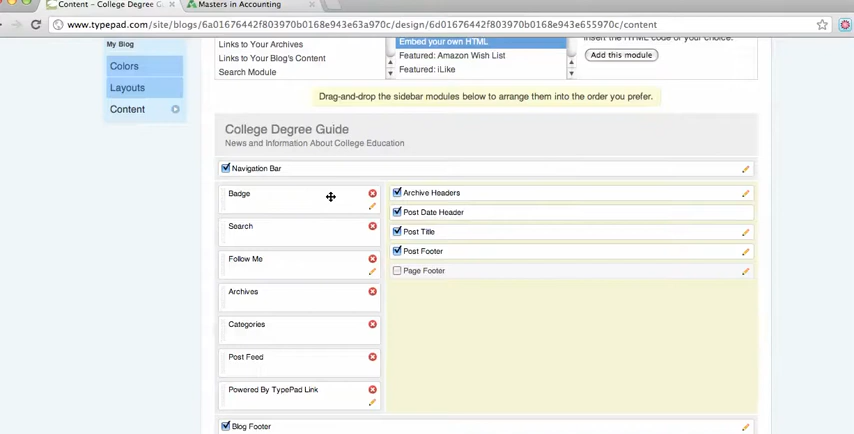 Content – College Degree G
Masters in Accounting
www.typepad.com/site/blogs/6a01676442f803970b0168e943a63a970c/design/6d01676442f803970b0168e943e655970c/content
My Blog
Colors
Layouts
Content
Links to Your Archives
Links to Your Blog's Content
Search Module
Embed your own HTML
Featured: Amazon Wish List
Featured: iLike
Insert the HTML code of your choice.
Add this module
Drag-and-drop the sidebar modules below to arrange them into the order you prefer.
College Degree Guide
News and Information About College Education
Navigation Bar
Badge
Search
Follow Me
Archives
Categories
Post Feed
Powered By TypePad Link
Archive Headers
Post Date Header
Post Title
Post Footer
Page Footer
Blog Footer